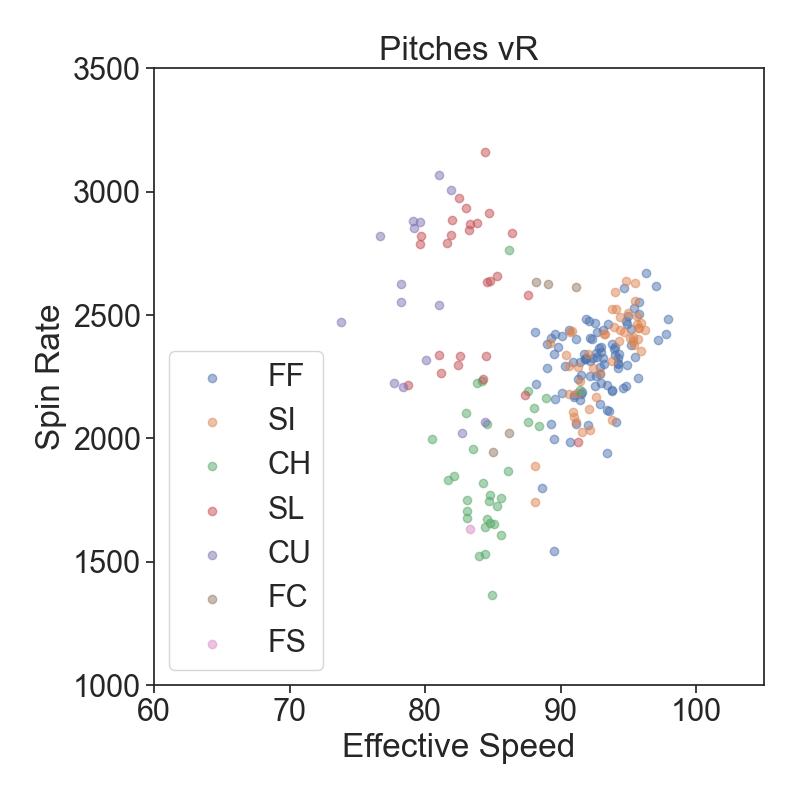 Pitches vR
3500
3000
2500
2000
1500
1000
Spin Rate
FF
SI
CH
SL
CU
FC
FS
60 70 80 90 100
Effective Speed